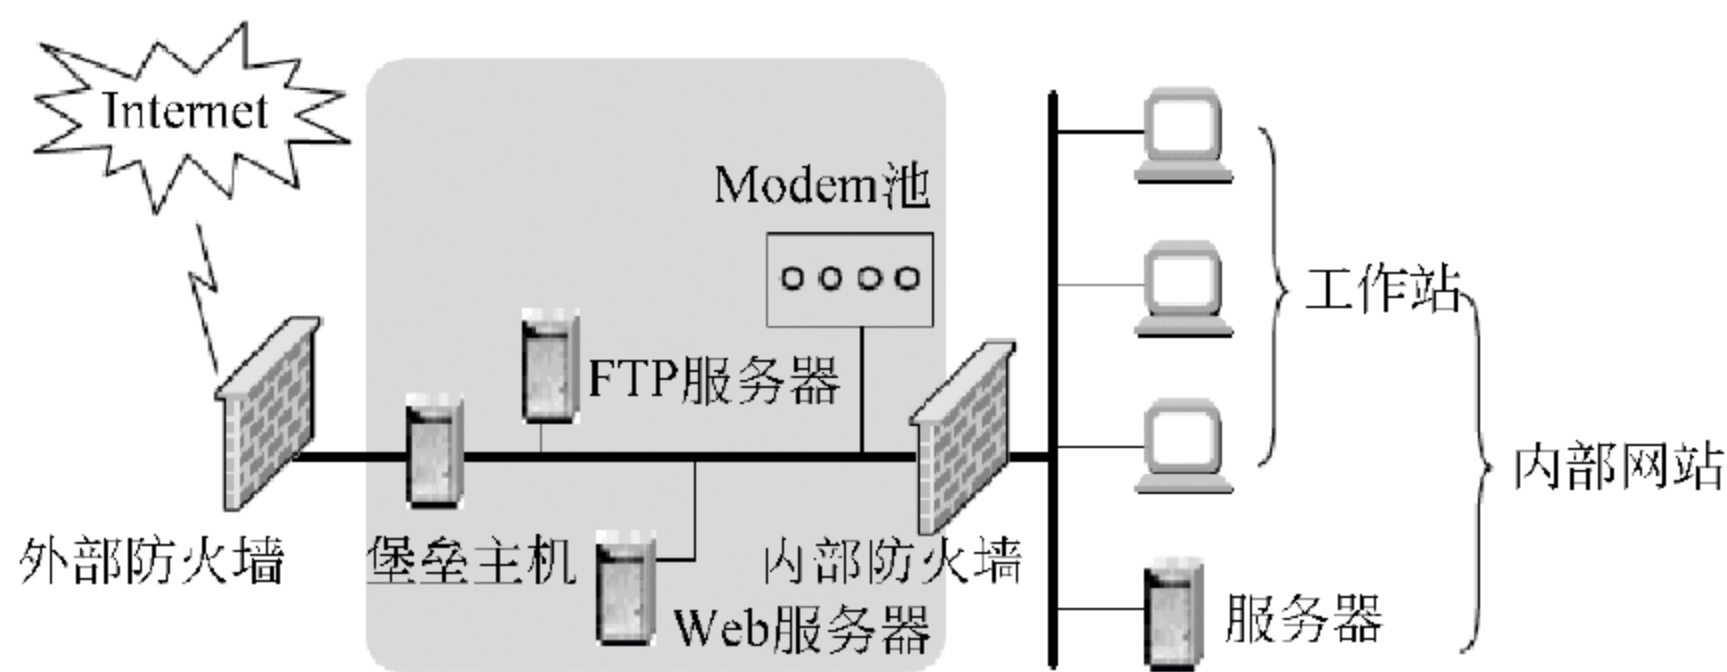 Internet
Modem池
FTP服务器
工作站
内部网站
外部防火墙
堡垒主机
内部防火墙
Web服务器
服务器